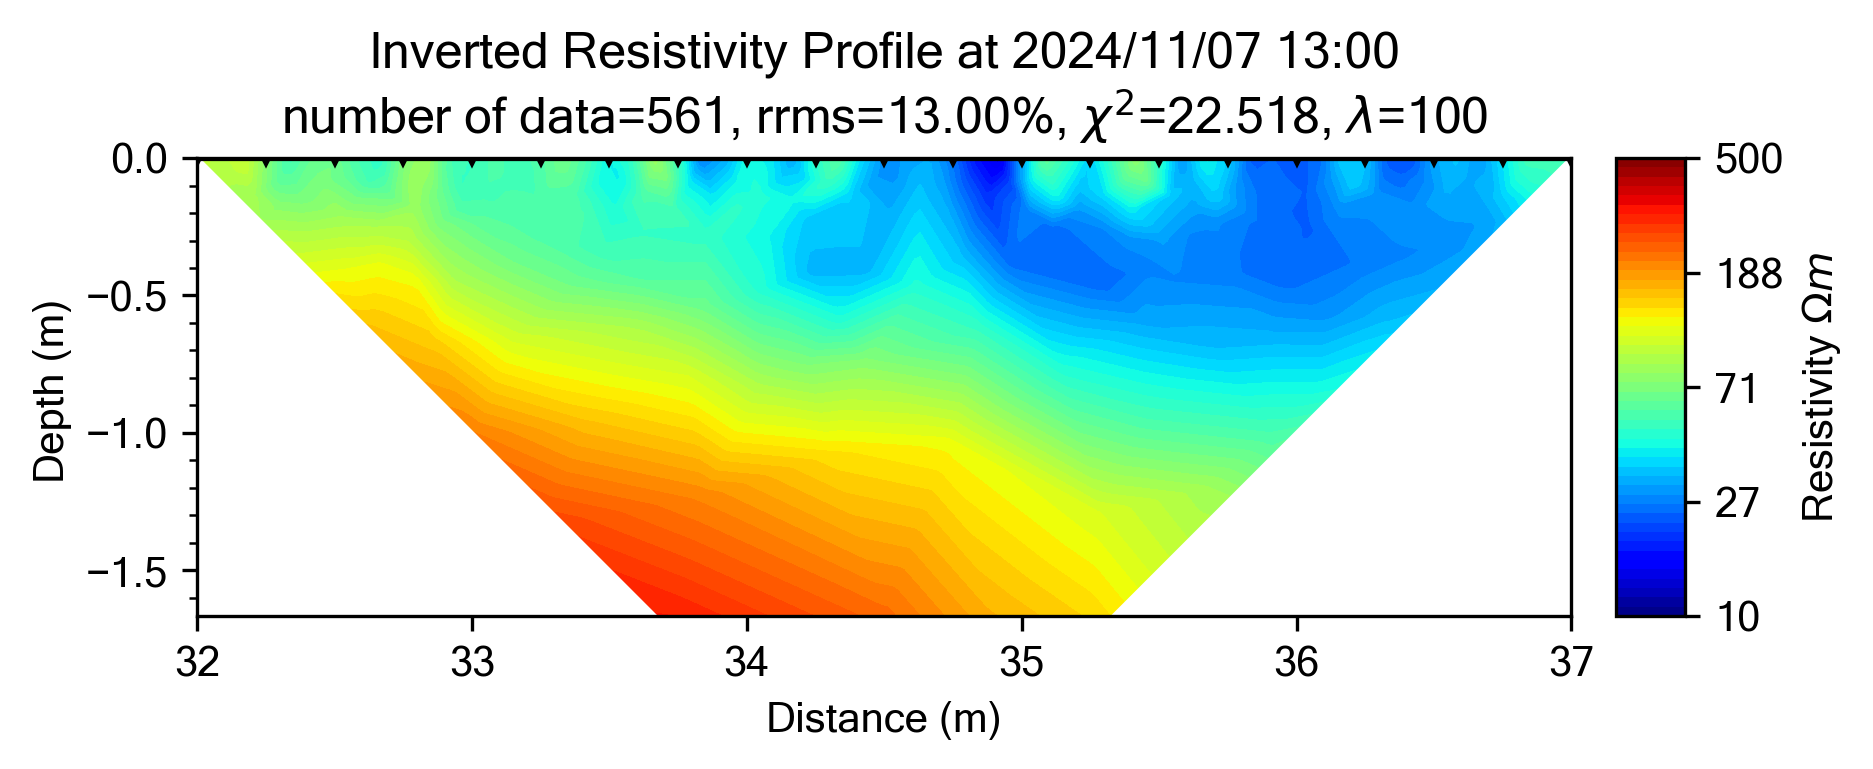 Inverted Resistivity Profile at 2024/11/07 13:00
number of data=561, rrms=13.00%, χ²=22.518, λ=100
0.0
−0.5
−1.0
−1.5
Depth (m)
32 33 34 35 36 37
Distance (m)
500
188
71
27
10
Resistivity Ωm